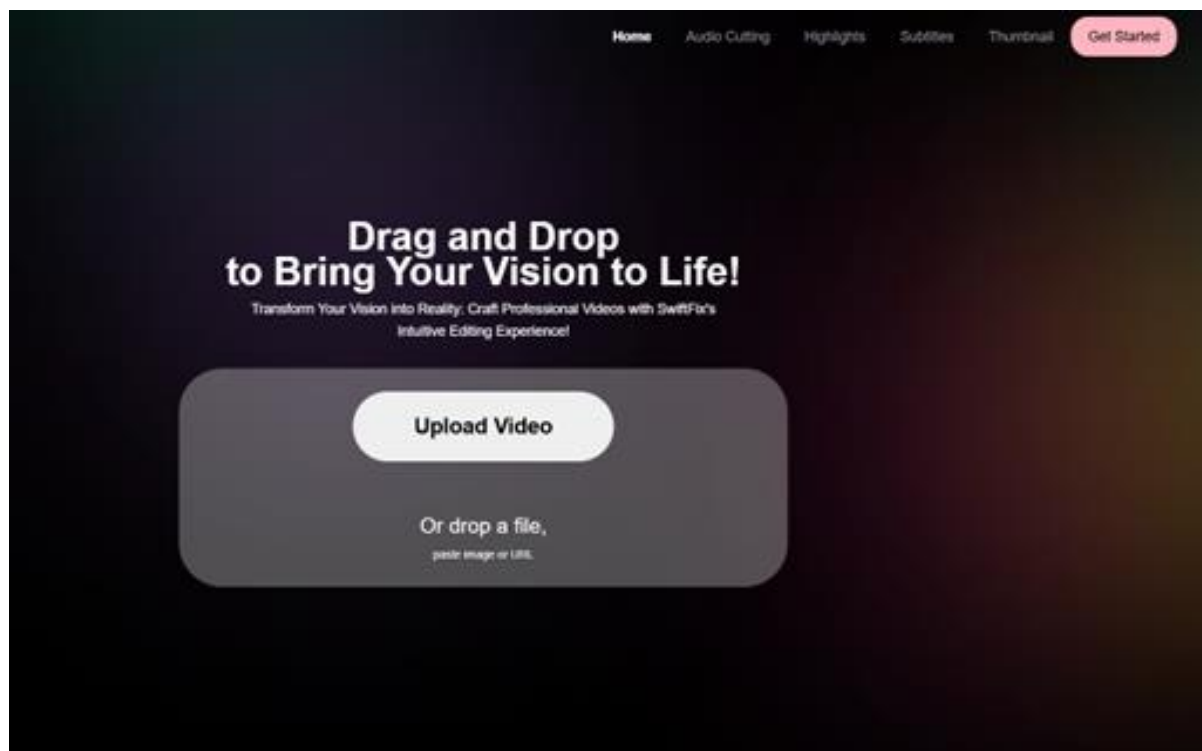 Home Audio Cutting Highlights Subtitles Thumbnail Get Started
Drag and Drop
to Bring Your Vision to Life!
Transform Your Vision into Reality: Craft Professional Videos with SwiftFix's
Intuitive Editing Experience!
Upload Video
Or drop a file,
paste image or URL